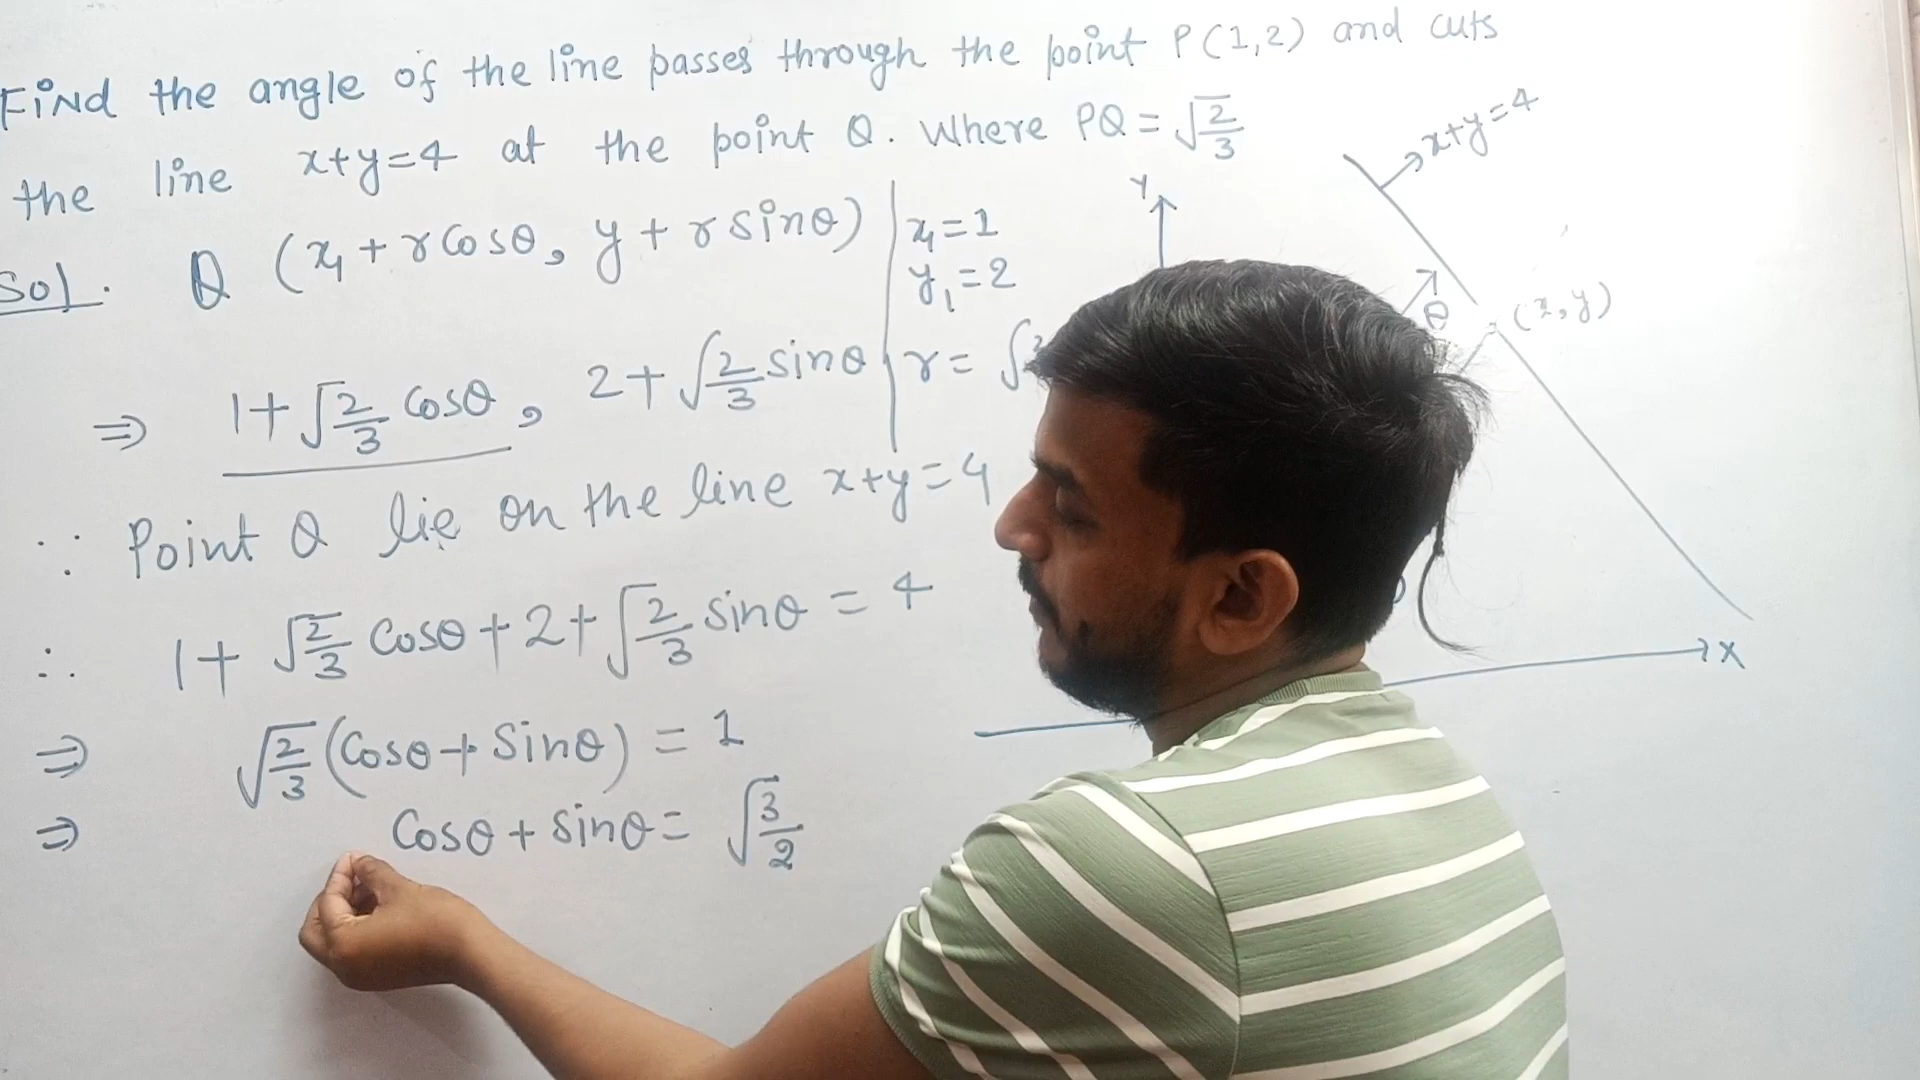 Find the angle of the line passes through the point P(1,2) and cuts
the line x+y=4 at the point Q. Where PQ = √(2/3)
Sol. Q (x₁ + r cosθ, y + r sinθ)
x₁=1
y₁=2
r = √
⇒ 1+√(2/3) cosθ, 2+√(2/3) sinθ
∵ Point Q lie on the line x+y=4
∴ 1+ √(2/3) cosθ + 2 + √(2/3) sinθ = 4
⇒ √(2/3) (cosθ + sinθ) = 1
⇒ cosθ + sinθ = √(3/2)
Y
x+y=4
θ
(x,y)
X